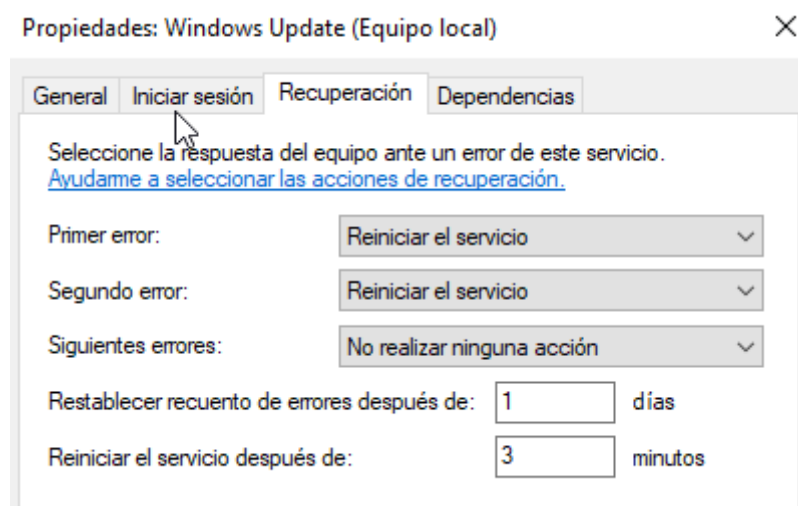 Propiedades: Windows Update (Equipo local)
General Iniciar sesión Recuperación Dependencias
Seleccione la respuesta del equipo ante un error de este servicio.
Ayudarme a seleccionar las acciones de recuperación.
Primer error: Reiniciar el servicio
Segundo error: Reiniciar el servicio
Siguientes errores: No realizar ninguna acción
Restablecer recuento de errores después de: 1 días
Reiniciar el servicio después de: 3 minutos